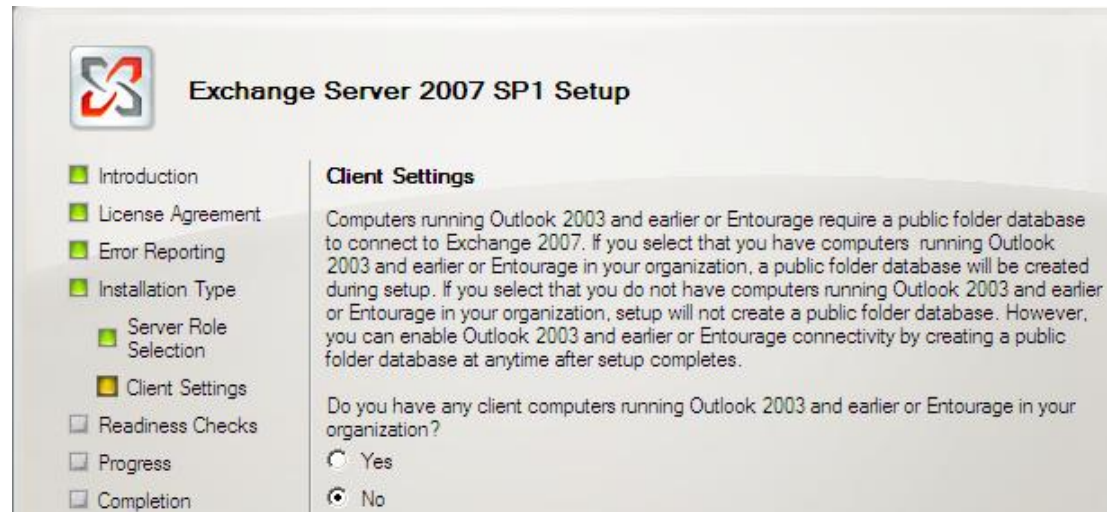 Exchange Server 2007 SP1 Setup
Introduction
License Agreement
Error Reporting
Installation Type
Server Role
Selection
Client Settings
Readiness Checks
Progress
Completion
Client Settings
Computers running Outlook 2003 and earlier or Entourage require a public folder database
to connect to Exchange 2007. If you select that you have computers running Outlook
2003 and earlier or Entourage in your organization, a public folder database will be created
during setup. If you select that you do not have computers running Outlook 2003 and earlier
or Entourage in your organization, setup will not create a public folder database. However,
you can enable Outlook 2003 and earlier or Entourage connectivity by creating a public
folder database at anytime after setup completes.
Do you have any client computers running Outlook 2003 and earlier or Entourage in your
organization?
Yes
No